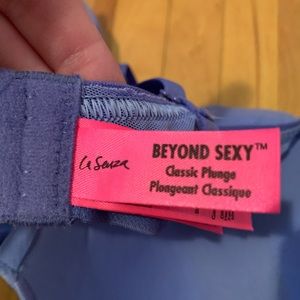 La Senza
BEYOND SEXY™
Classic Plunge
Plongeant Classique